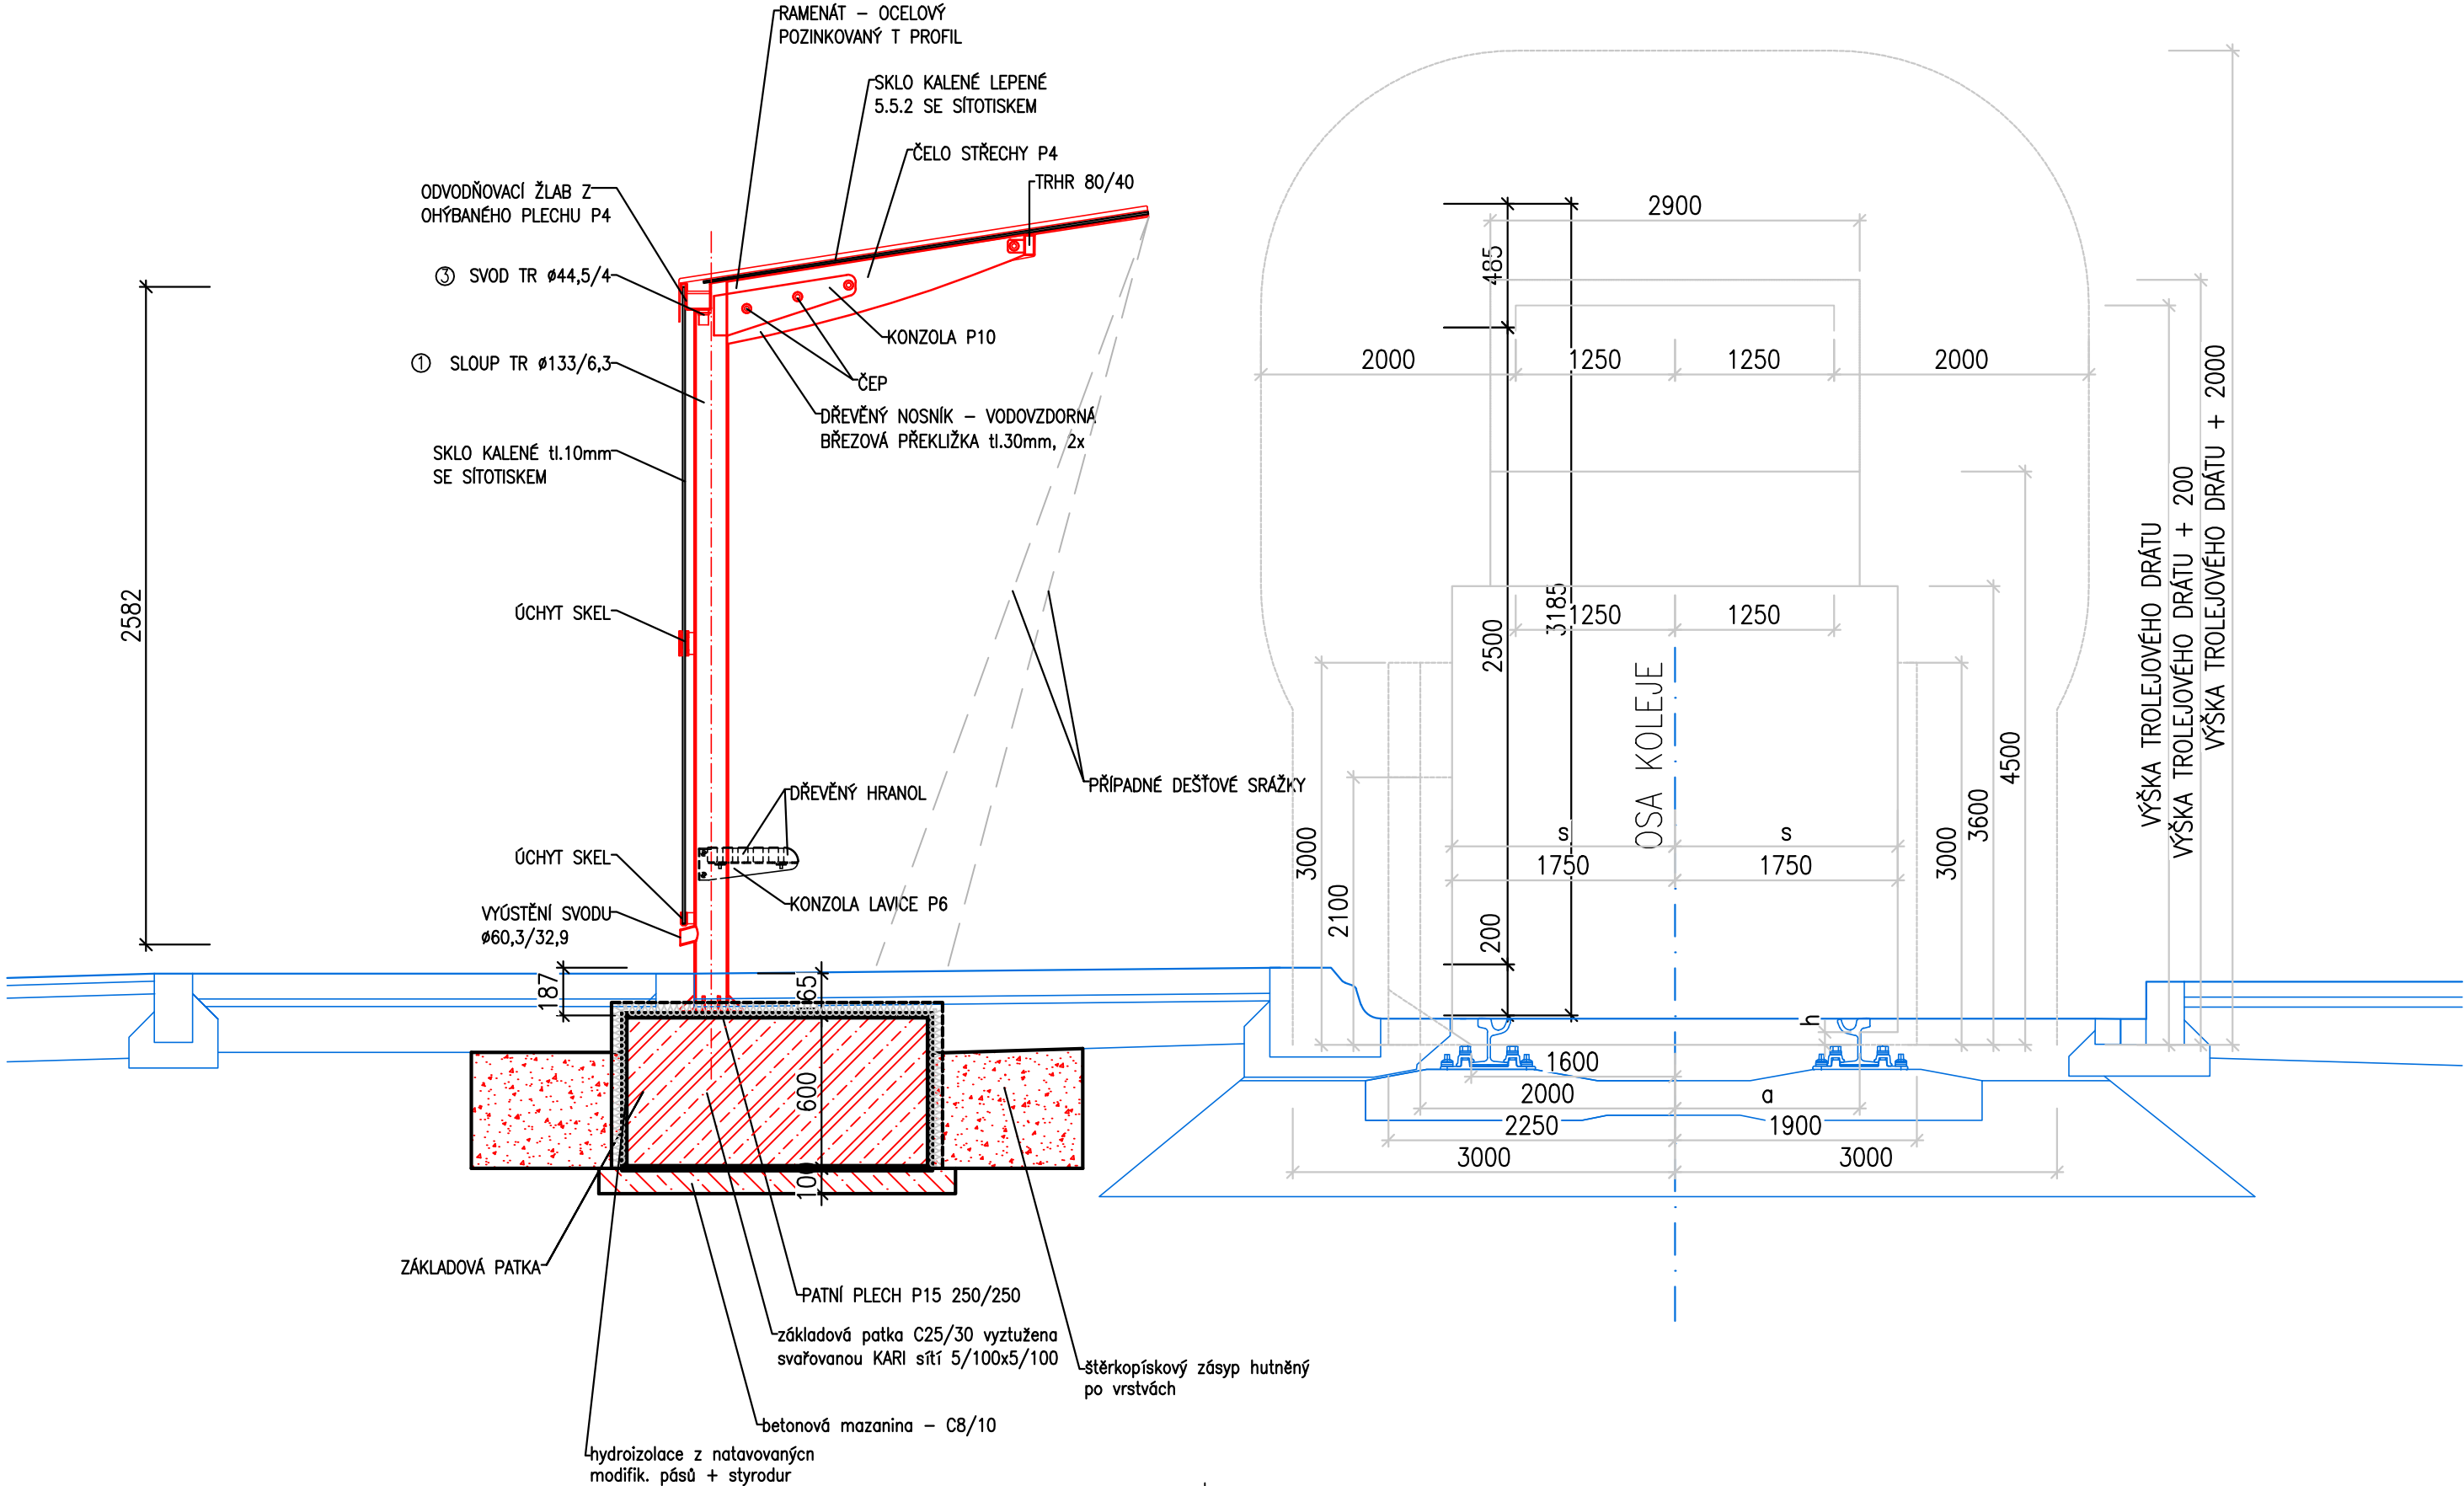 RAMENÁT – OCELOVÝ
POZINKOVANÝ T PROFIL
SKLO KALENÉ LEPENÉ
5.5.2 SE SÍTOTISKEM
ČELO STŘECHY P4
TRHR 80/40
ODVODŇOVACÍ ŽLAB Z
OHÝBANÉHO PLECHU P4
③ SVOD TR ø44,5/4
KONZOLA P10
① SLOUP TR ø133/6,3
ČEP
DŘEVĚNÝ NOSNÍK – VODOVZDORNÁ
BŘEZOVÁ PŘEKLIŽKA tl.30mm, 2x
SKLO KALENÉ tl.10mm
SE SÍTOTISKEM
2582
ÚCHYT SKEL
PŘÍPADNÉ DEŠŤOVÉ SRÁŽKY
DŘEVĚNÝ HRANOL
ÚCHYT SKEL
KONZOLA LAVICE P6
VYÚSTĚNÍ SVODU
ø60,3/32,9
187
65
600
100
ZÁKLADOVÁ PATKA
PATNÍ PLECH P15 250/250
základová patka C25/30 vyztužena
svařovanou KARI sítí 5/100x5/100
štěrkopískový zásyp hutněný
po vrstvách
betonová mazanina – C8/10
hydroizolace z natavovanýcn
modifik. pásů + styrodur
2900
485
2000
1250
1250
2000
3185
1250
1250
2500
OSA KOLEJE
3000
2100
s
s
1750
1750
200
3000
3600
4500
VÝŠKA TROLEJOVÉHO DRÁTU
VÝŠKA TROLEJOVÉHO DRÁTU + 200
VÝŠKA TROLEJOVÉHO DRÁTU + 2000
h
1600
2000
a
2250
1900
3000
3000